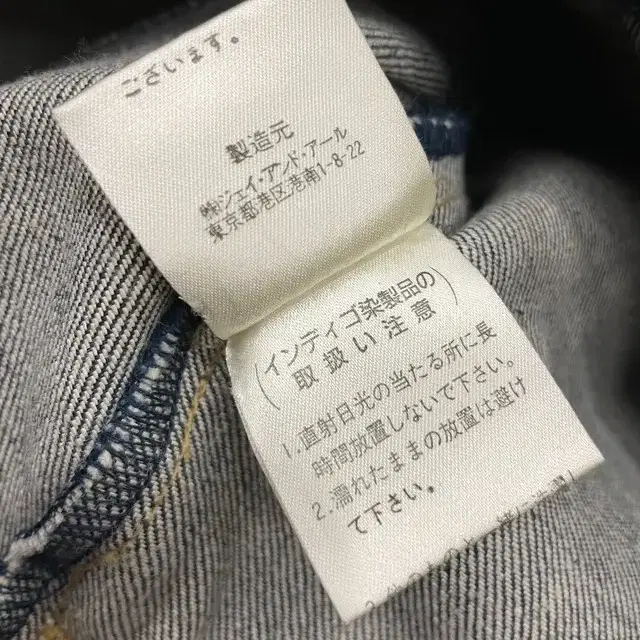 ございます。
製造元
㈱ジェイ・アンド・アール
東京都港区港南1-8-22
(インディゴ染製品の
取扱い注意)
1.直射日光の当たる所に長
時間放置しないで下さい。
2.濡れたままの放置は避け
て下さい。